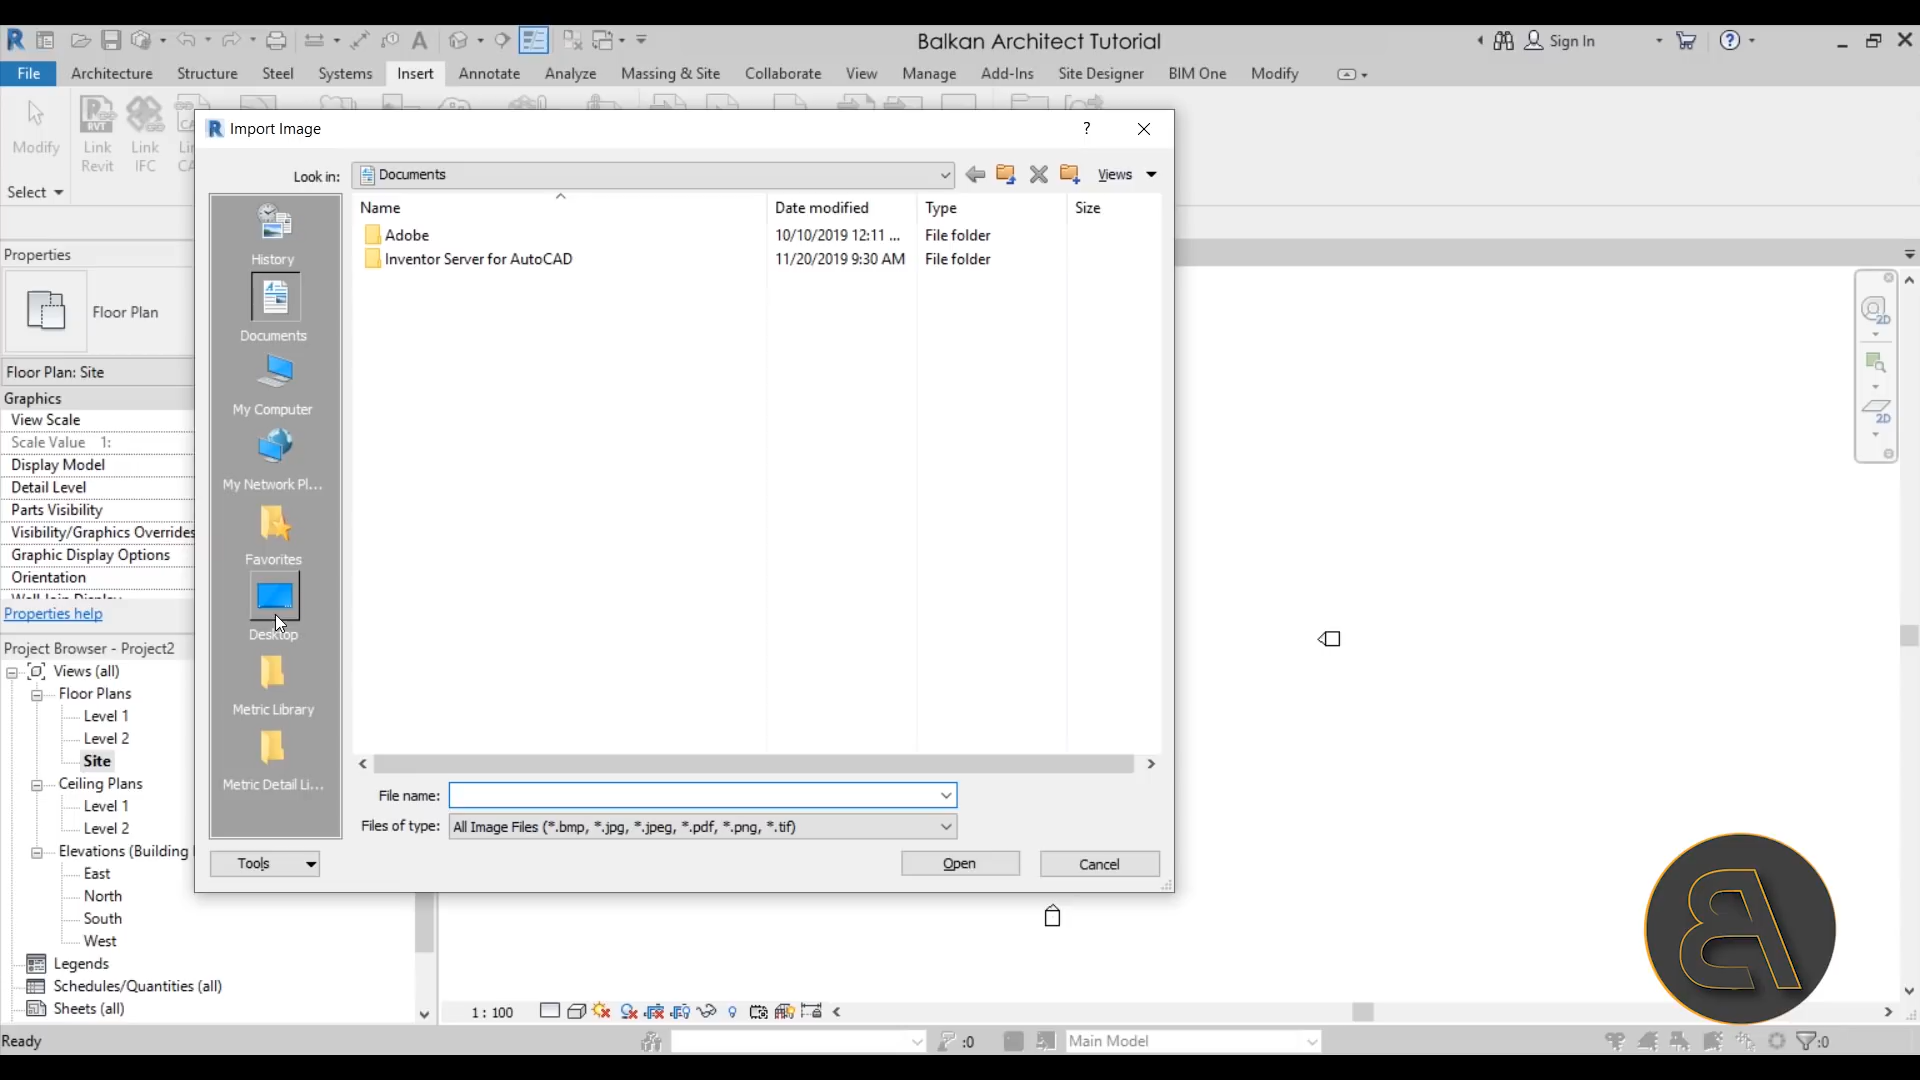 Balkan Architect Tutorial
Sign In
File Architecture Structure Steel Systems Insert Annotate Analyze Massing & Site Collaborate View Manage Add-Ins Site Designer BIM One Modify
Modify
Link
Revit
Link
IFC
Select
Import Image
?
Look in:
Documents
Views
Name Date modified Type Size
Adobe 10/10/2019 12:11 ... File folder
Inventor Server for AutoCAD 11/20/2019 9:30 AM File folder
History
Documents
My Computer
My Network Pl...
Favorites
Desktop
Metric Library
Metric Detail Li...
File name:
Files of type: All Image Files (*.bmp, *.jpg, *.jpeg, *.pdf, *.png, *.tif)
Tools
Open
Cancel
Properties
Floor Plan
Floor Plan: Site
Graphics
View Scale
Scale Value 1:
Display Model
Detail Level
Parts Visibility
Visibility/Graphics Overrides
Graphic Display Options
Orientation
Properties help
Project Browser - Project2
Views (all)
Floor Plans
Level 1
Level 2
Site
Ceiling Plans
Level 1
Level 2
Elevations (Building
East
North
South
West
Legends
Schedules/Quantities (all)
Sheets (all)
2D
2D
1 : 100
Ready
:0
Main Model
:0